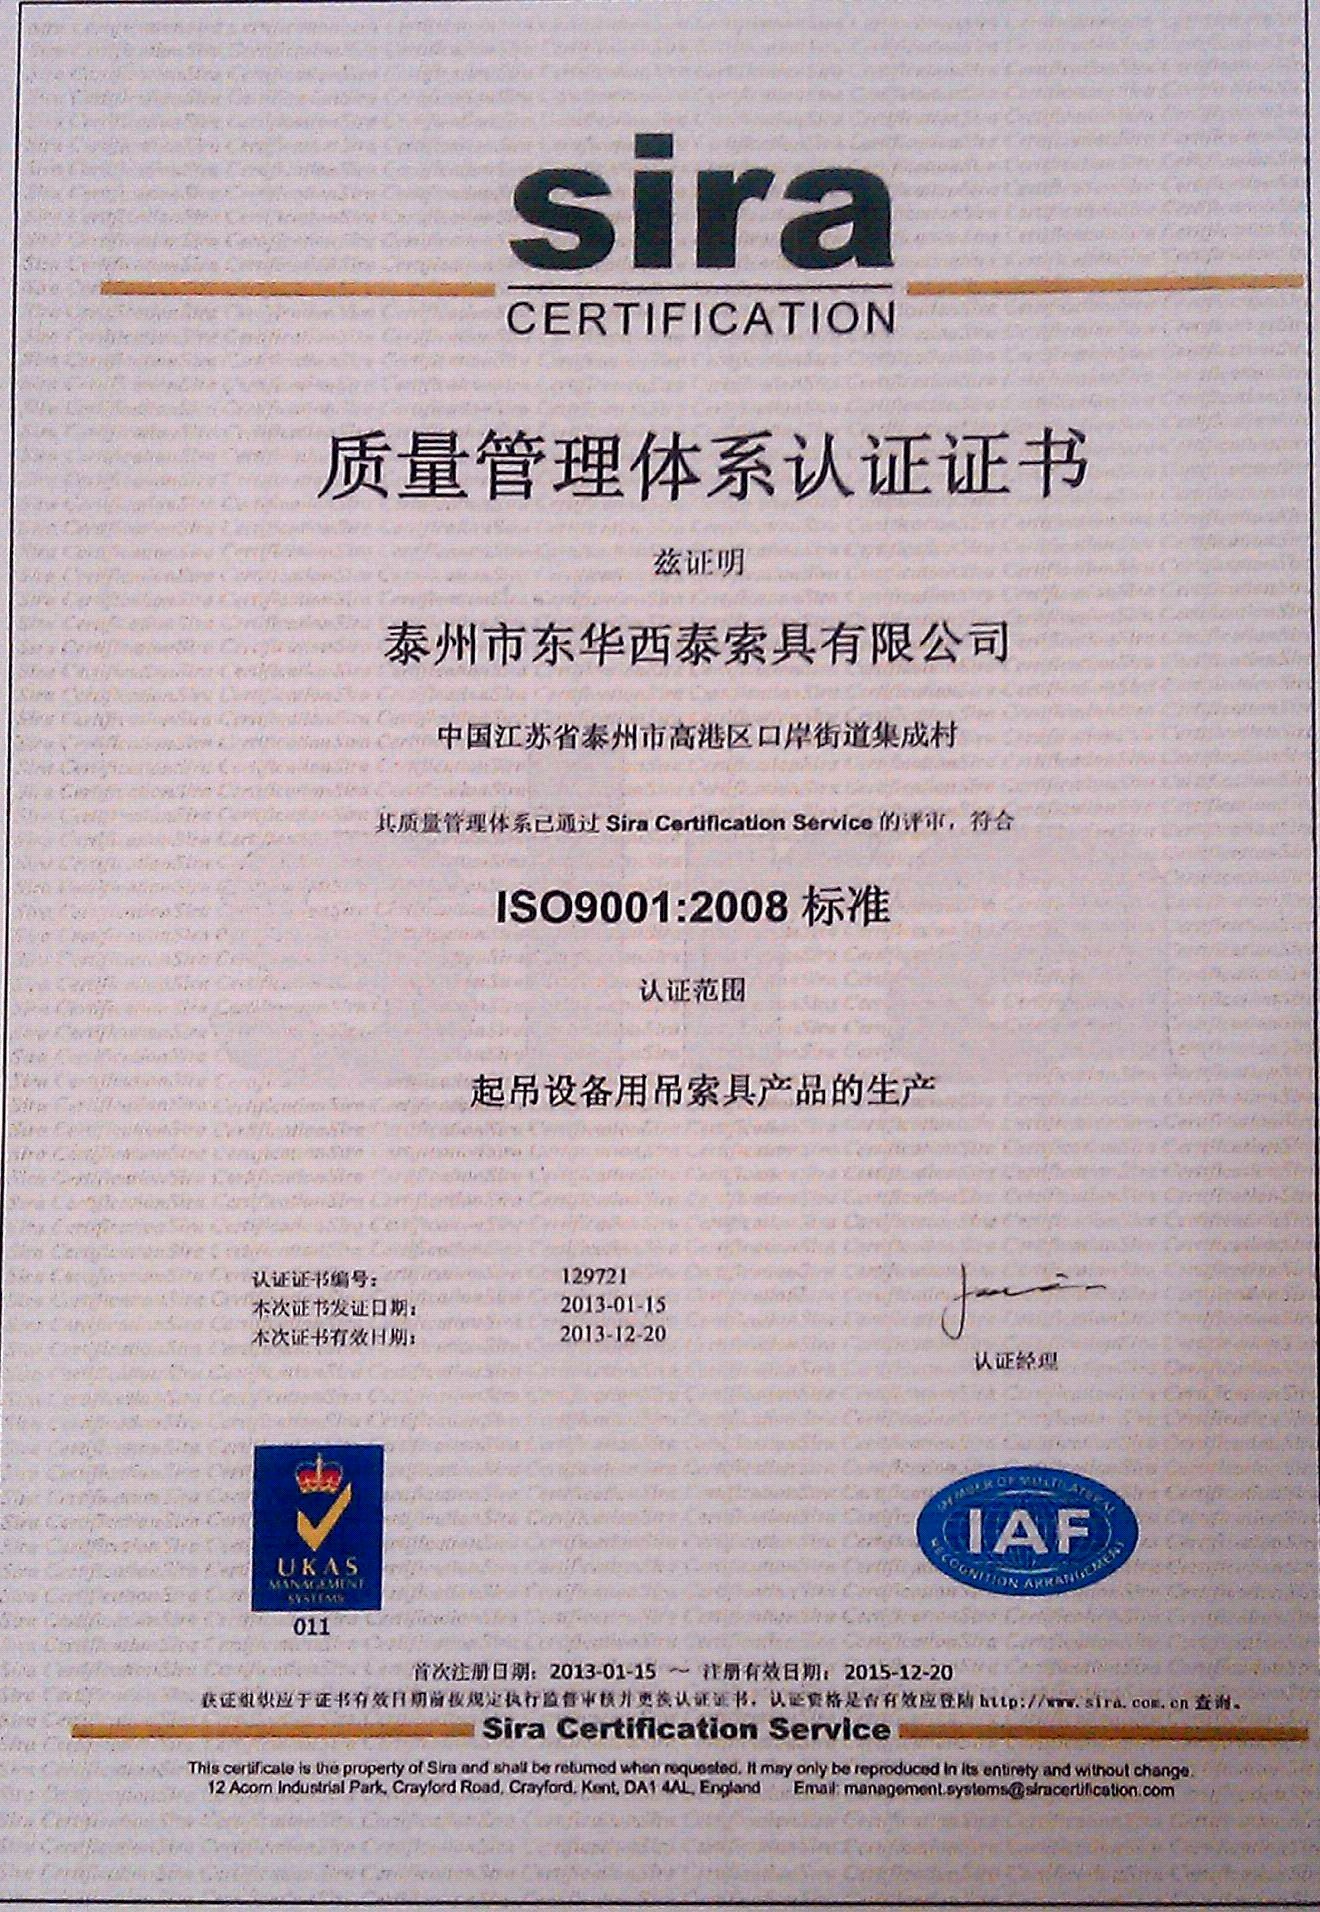 sira
CERTIFICATION
质量管理体系认证证书
兹证明
泰州市东华西泰索具有限公司
中国江苏省泰州市高港区口岸街道集成村
其质量管理体系已通过 Sira Certification Service 的评审，符合
ISO9001:2008 标准
认证范围
起吊设备用吊索具产品的生产
认证证书编号： 129721
本次证书发证日期： 2013-01-15
本次证书有效日期： 2013-12-20
认证经理
UKAS
MANAGEMENT
SYSTEMS
011
MEMBER OF MULTILATERAL
IAF
RECOGNITION ARRANGEMENT
首次注册日期：2013-01-15 ～ 注册有效日期：2015-12-20
获证组织应于证书有效日期前按规定执行监督审核并更换认证证书，认证资格是否有效应登陆 http://www.sira.com.cn 查询。
Sira Certification Service
This certificate is the property of Sira and shall be returned when requested. It may only be reproduced in its entirety and without change.
12 Acorn Industrial Park, Crayford Road, Crayford, Kent, DA1 4AL, England Email: management.systems@siracertification.com